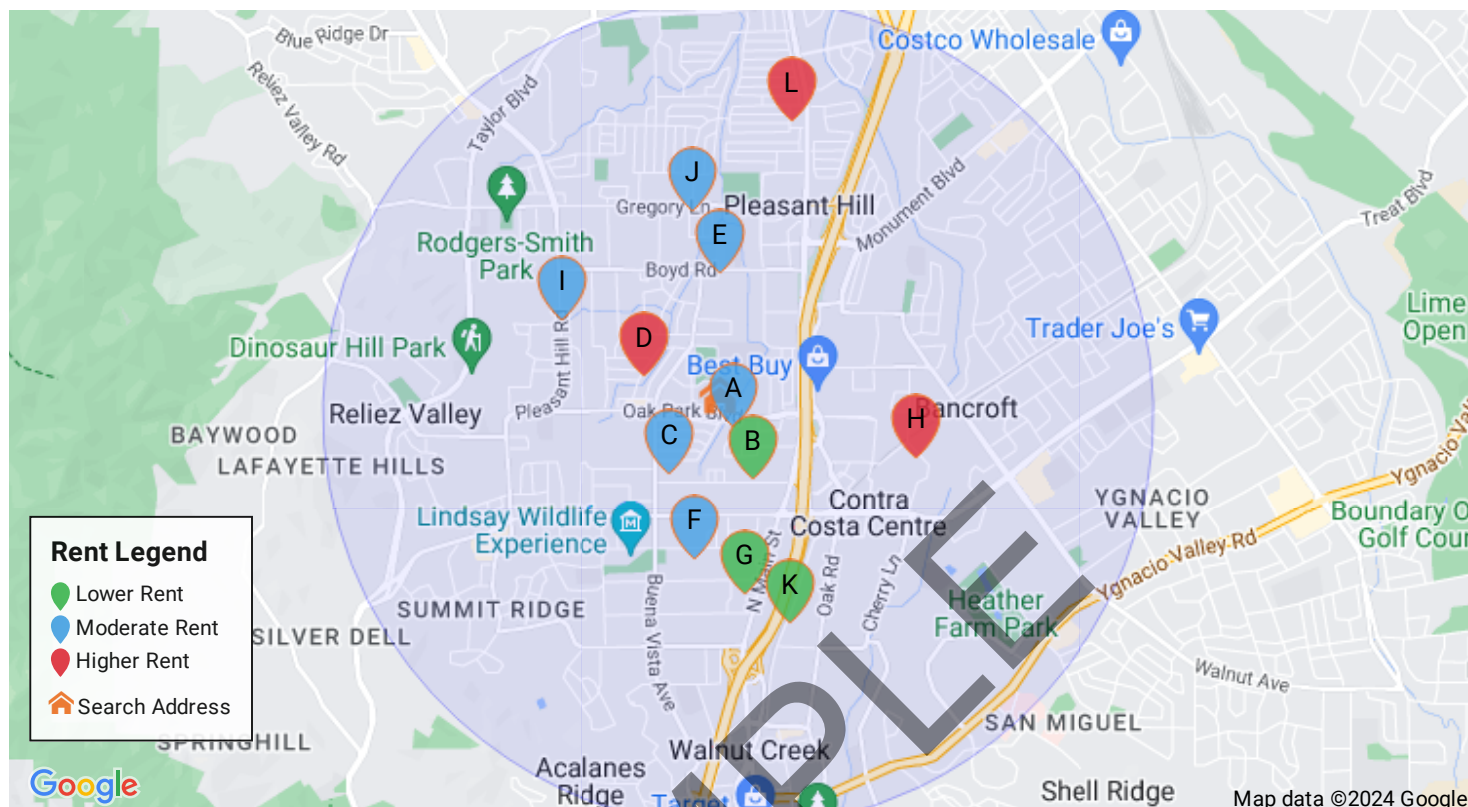 Blue Ridge Dr
Reliez Valley Rd
Taylor Blvd
Costco Wholesale
L
J
Gregory Ln
Pleasant Hill
Monument Blvd
Treat Blvd
E
Rodgers-Smith
Park
Boyd Rd
I
D
Lime
Open
Trader Joe's
Dinosaur Hill Park
Pleasant Hill R
Best Buy
A
Reliez Valley
Pleasant
Oak Park Blvd
H
Bancroft
BAYWOOD
LAFAYETTE HILLS
C
B
Ygnacio Val
Contra
Costa Centre
YGNACIO
VALLEY
Boundary O
Golf Cour
Lindsay Wildlife
Experience
F
G
K
N Main St
Oak Rd
Cherry Ln
Ygnacio Valley Rd
Heather
Farm Park
Rent Legend
Lower Rent
Moderate Rent
Higher Rent
Search Address
SUMMIT RIDGE
SILVER DELL
Buena Vista Ave
Walnut Ave
SPRINGHILL
SAN MIGUEL
Walnut Creek
Acalanes
Ridge
Target
Shell Ridge
PLE
Google
Map data ©2024 Google